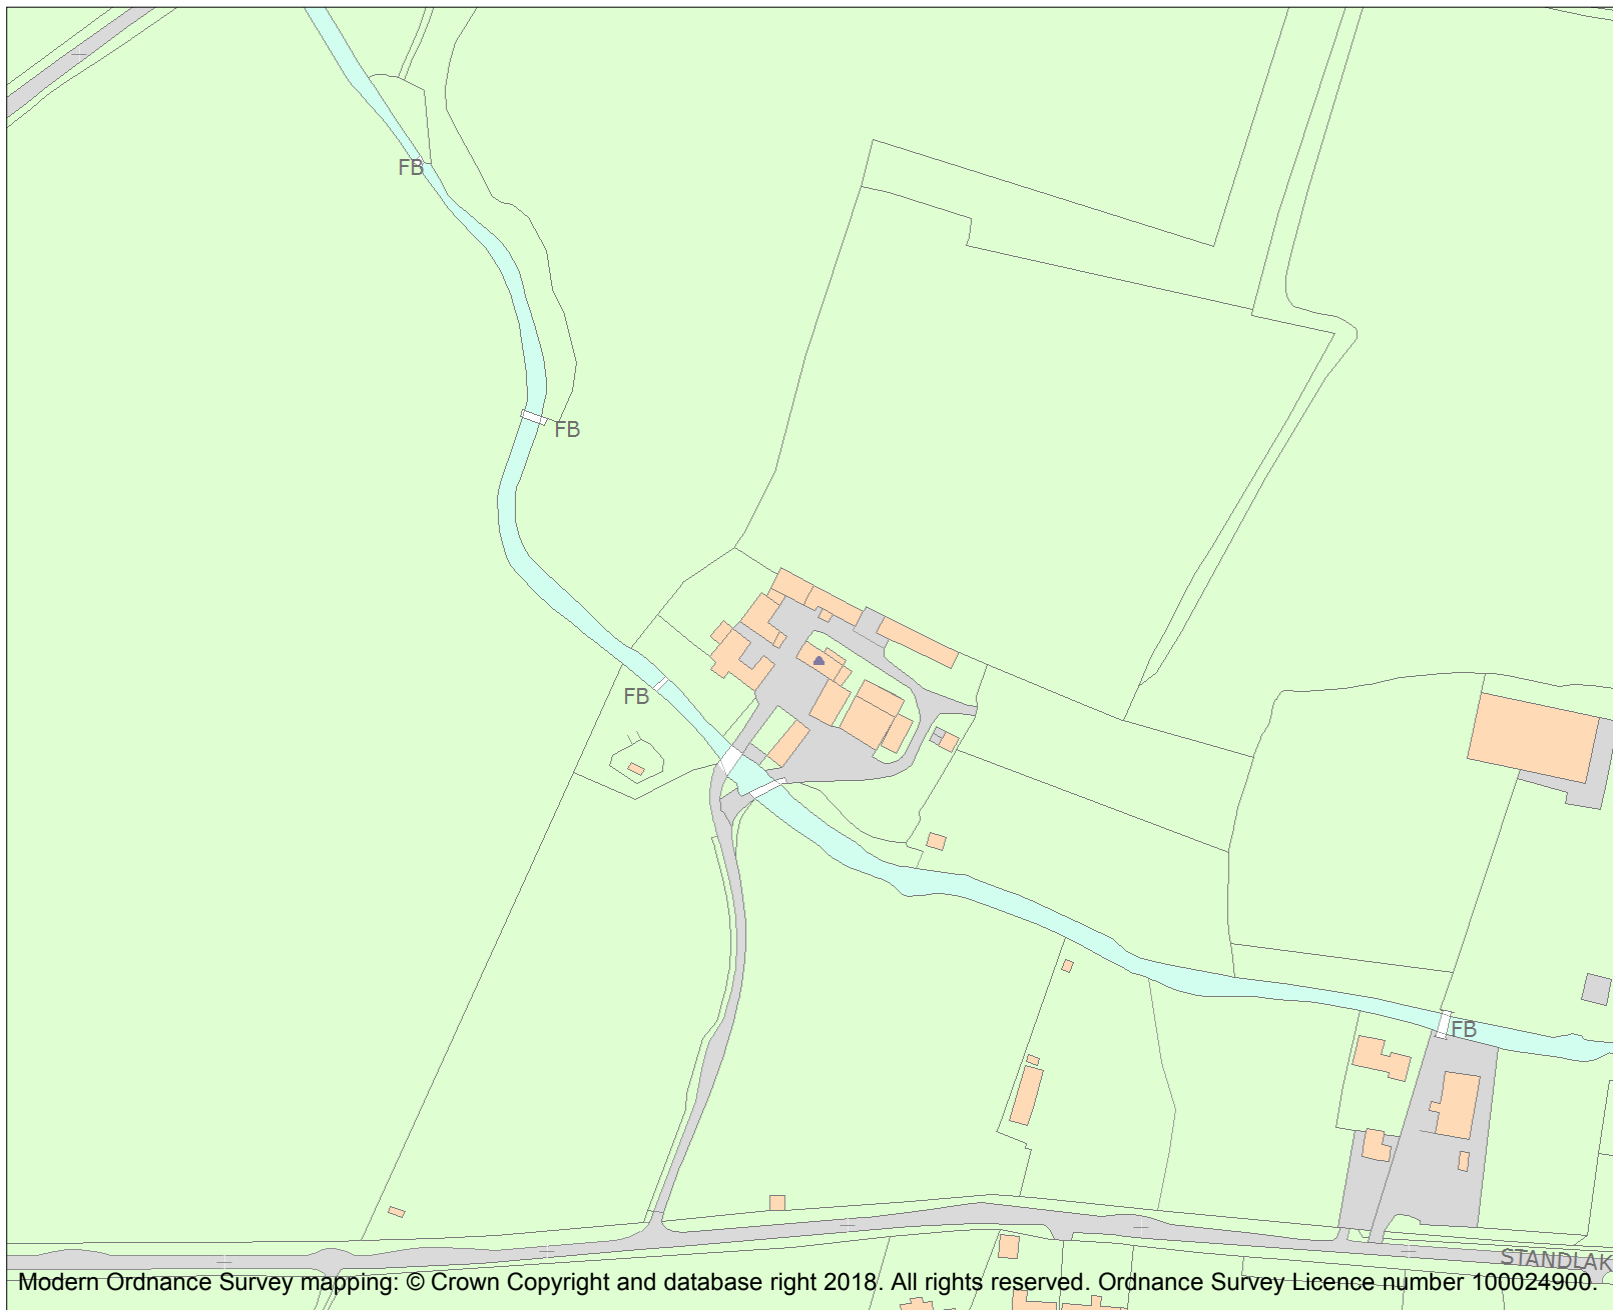 FB
FB
FB
FB
STANDLAK
Modern Ordnance Survey mapping: © Crown Copyright and database right 2018. All rights reserved. Ordnance Survey Licence number 100024900.